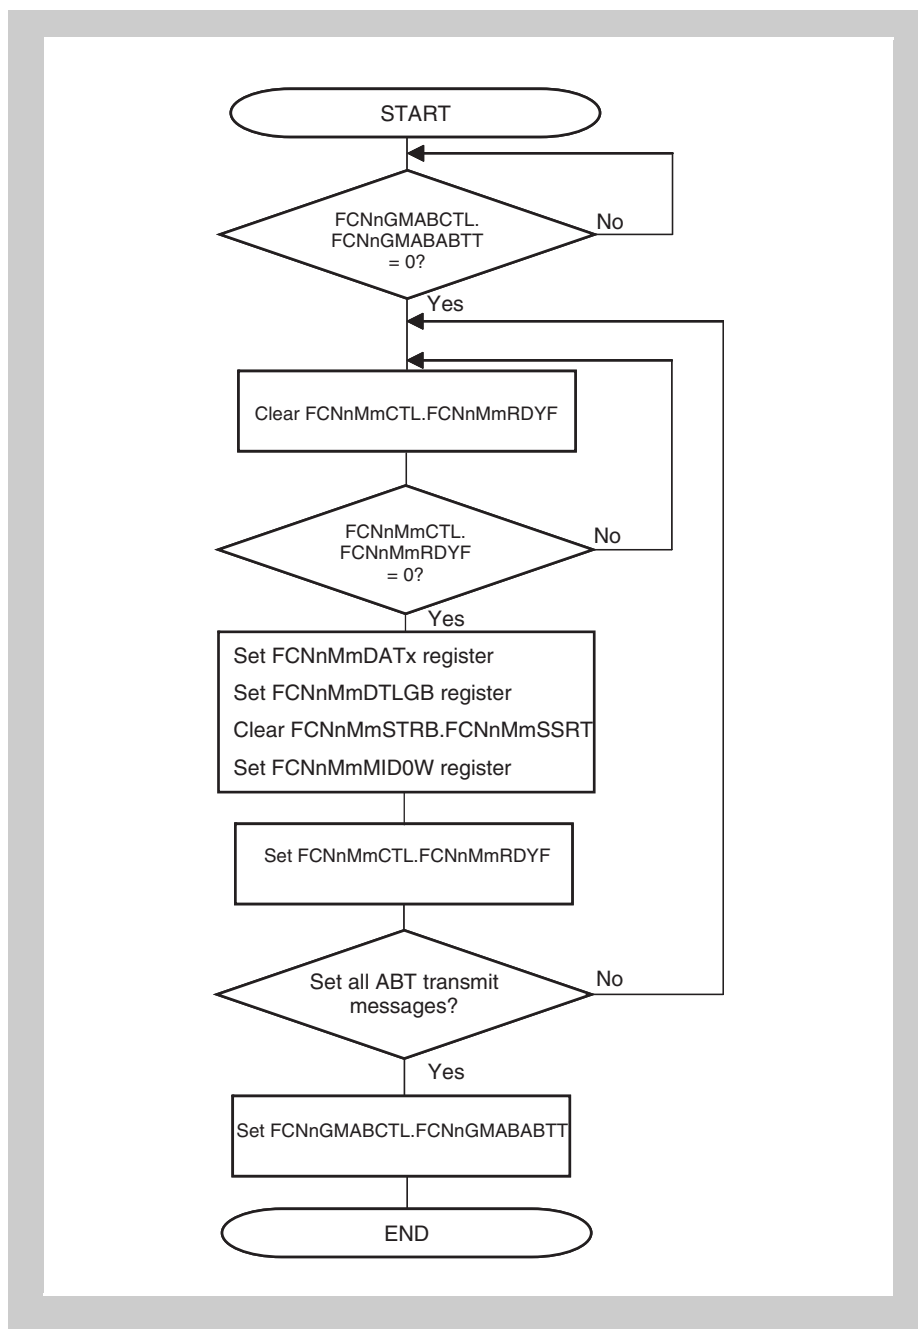 START
FCNnGMABCTL.
FCNnGMABABTT
= 0?
No
Yes
Clear FCNnMmCTL.FCNnMmRDYF
FCNnMmCTL.
FCNnMmRDYF
= 0?
No
Yes
Set FCNnMmDATx register
Set FCNnMmDTLGB register
Clear FCNnMmSTRB.FCNnMmSSRT
Set FCNnMmMID0W register
Set FCNnMmCTL.FCNnMmRDYF
Set all ABT transmit
messages?
No
Yes
Set FCNnGMABCTL.FCNnGMABABTT
END